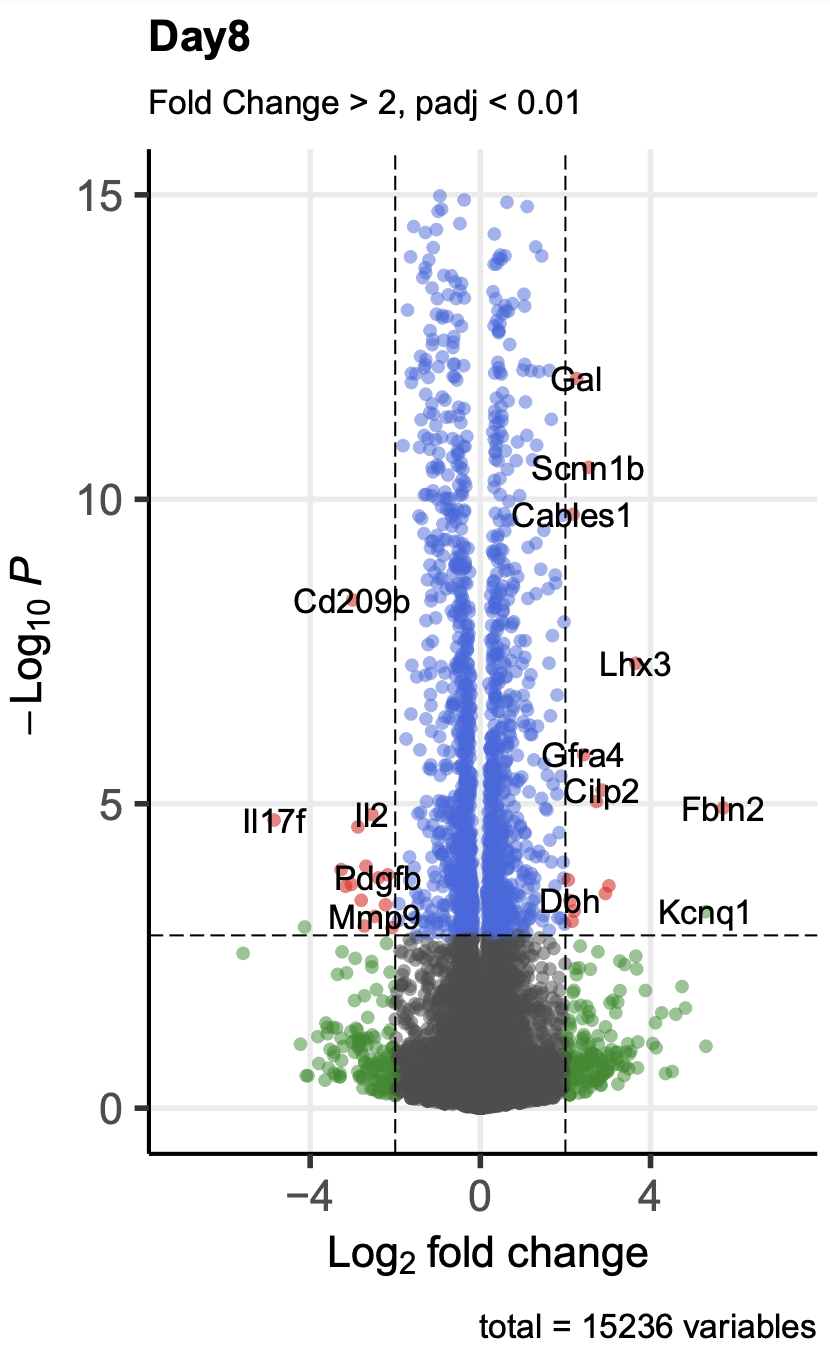 Day8
Fold Change > 2, padj < 0.01
15
10
5
0
−Log₁₀ P
Gal
Scnn1b
Cables1
Cd209b
Lhx3
Gfra4
Cilp2
Fbln2
Il17f
Il2
Pdgfb
Dbh
Mmp9
Kcnq1
−4 0 4
Log₂ fold change
total = 15236 variables